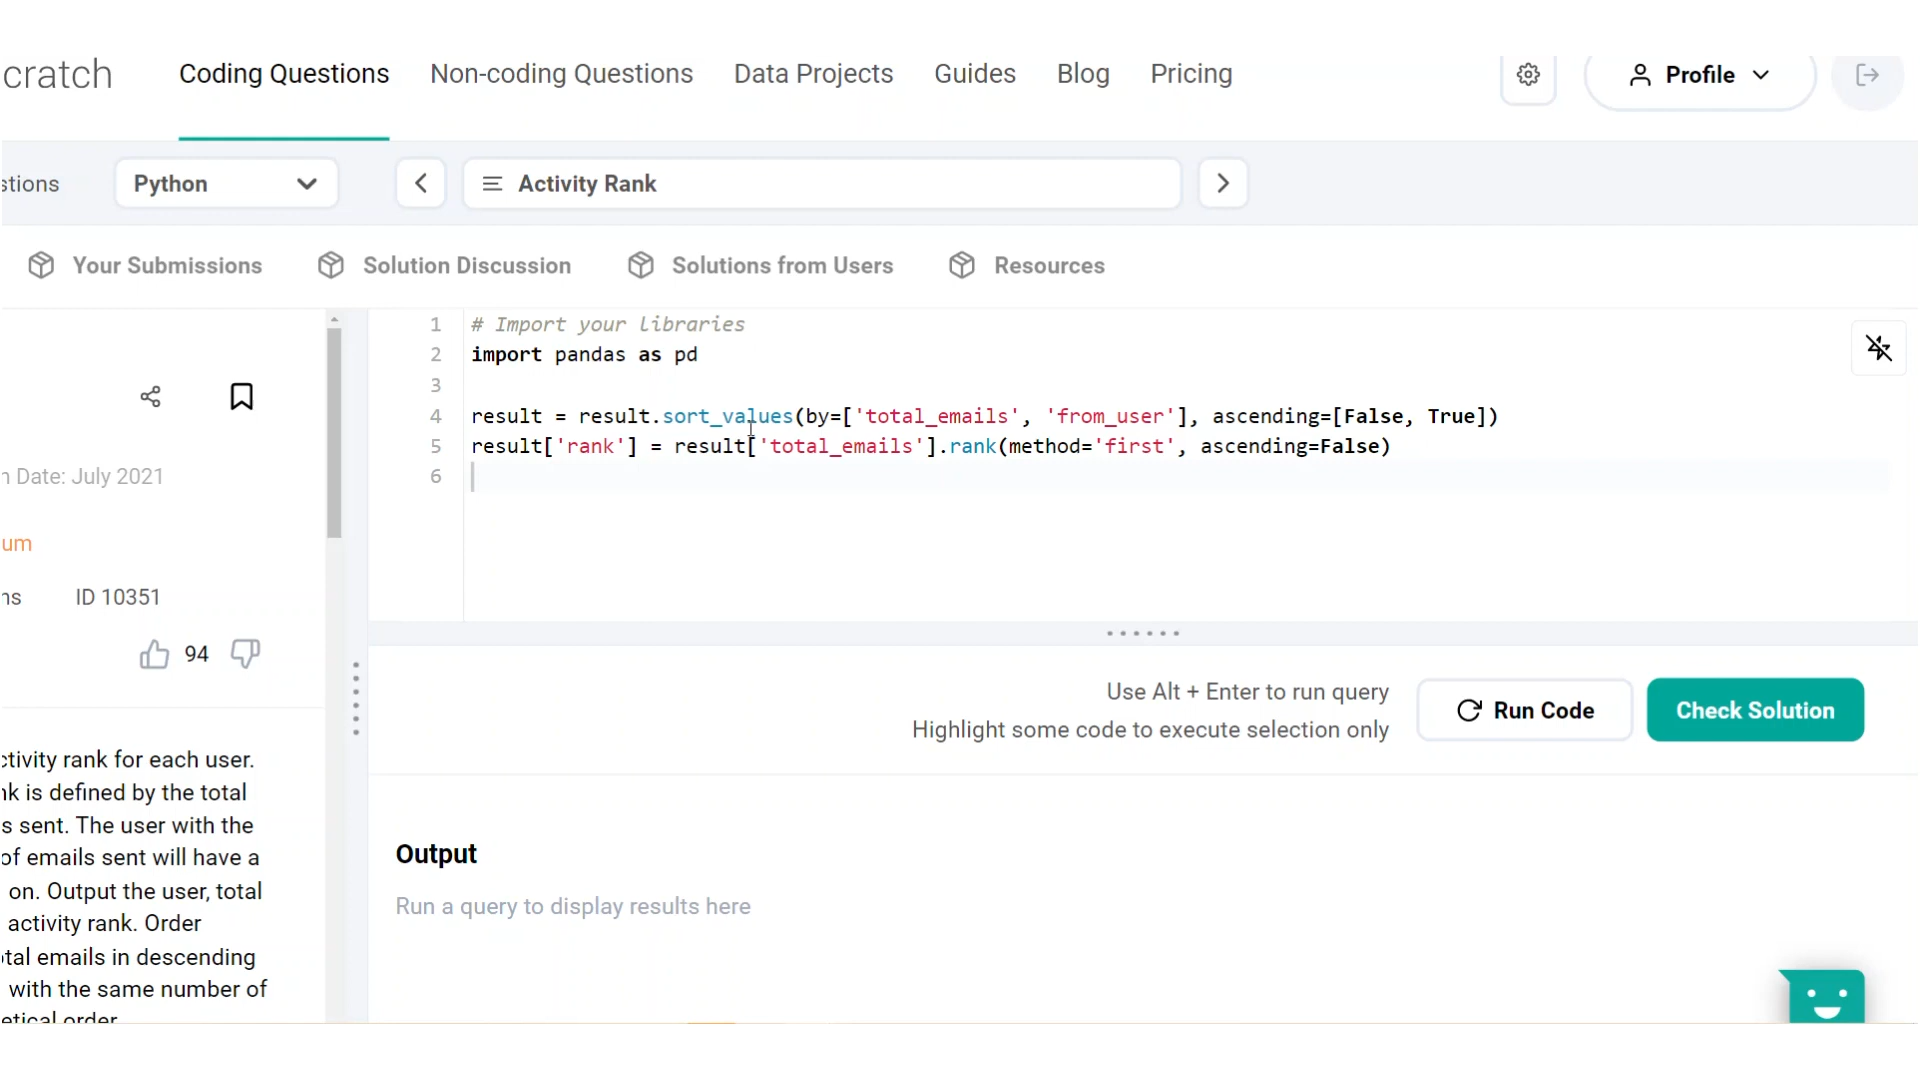 cratch
Coding Questions
Non-coding Questions
Data Projects
Guides
Blog
Pricing
Profile
stions
Python
Activity Rank
Your Submissions
Solution Discussion
Solutions from Users
Resources
1 # Import your libraries
2 import pandas as pd
3
4 result = result.sort_values(by=['total_emails', 'from_user'], ascending=[False, True])
5 result['rank'] = result['total_emails'].rank(method='first', ascending=False)
6
n Date: July 2021
um
ns ID 10351
94
ctivity rank for each user.
nk is defined by the total
s sent. The user with the
of emails sent will have a
on. Output the user, total
activity rank. Order
otal emails in descending
with the same number of
etical order
Use Alt + Enter to run query
Highlight some code to execute selection only
Run Code
Check Solution
Output
Run a query to display results here